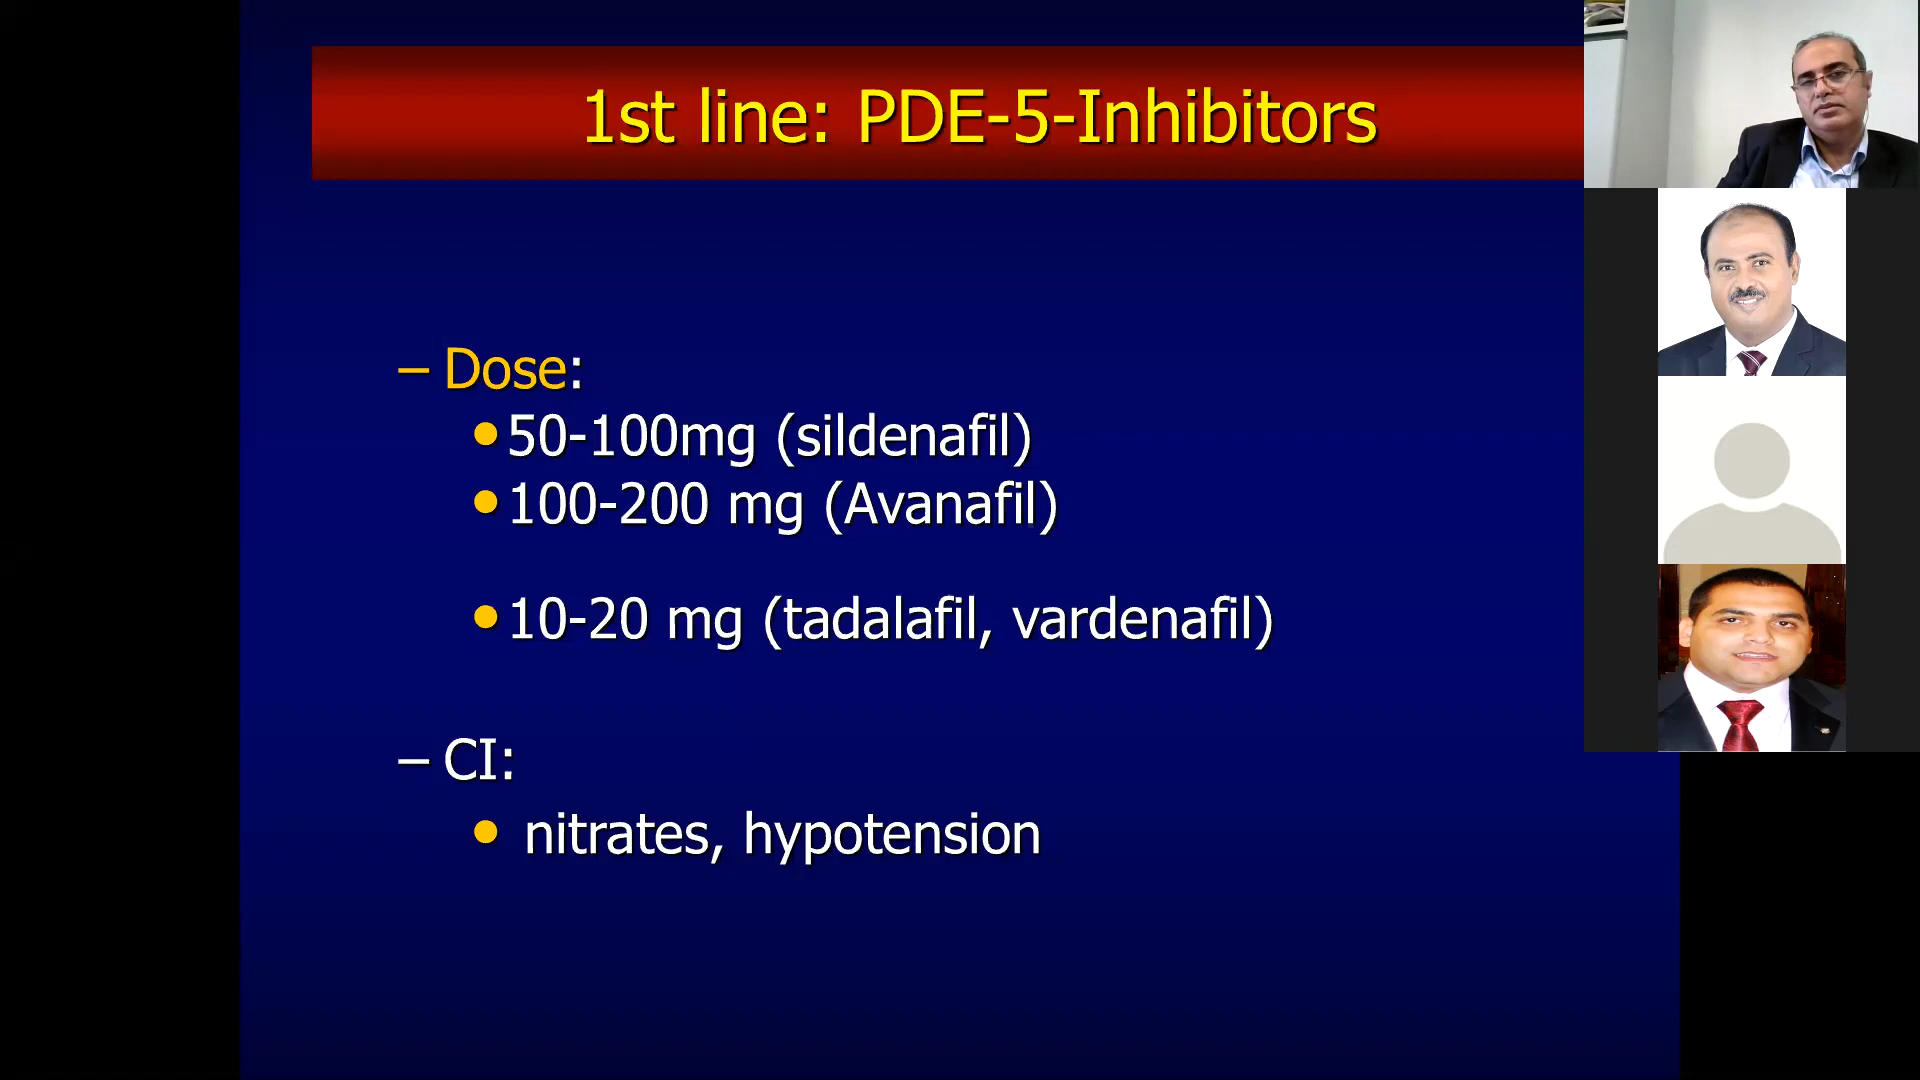 1st line: PDE-5-Inhibitors
– Dose:
• 50-100mg (sildenafil)
• 100-200 mg (Avanafil)
• 10-20 mg (tadalafil, vardenafil)
– CI:
• nitrates, hypotension